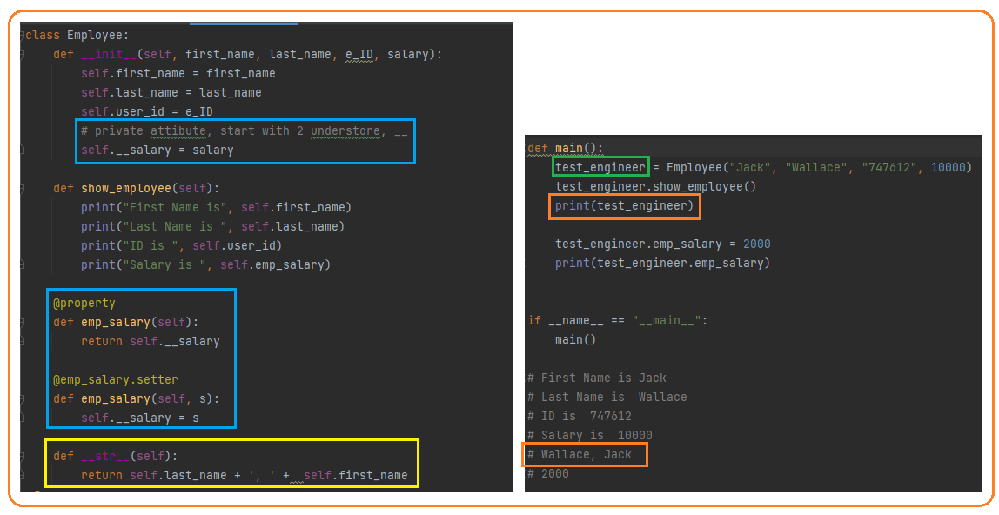 class Employee:
def __init__(self, first_name, last_name, e_ID, salary):
self.first_name = first_name
self.last_name = last_name
self.user_id = e_ID
# private attibute, start with 2 understore, __
self.__salary = salary
def show_employee(self):
print("First Name is", self.first_name)
print("Last Name is ", self.last_name)
print("ID is ", self.user_id)
print("Salary is ", self.emp_salary)
@property
def emp_salary(self):
return self.__salary
@emp_salary.setter
def emp_salary(self, s):
self.__salary = s
def __str__(self):
return self.last_name + ', ' +  self.first_name
def main():
test_engineer = Employee("Jack", "Wallace", "747612", 10000)
test_engineer.show_employee()
print(test_engineer)
test_engineer.emp_salary = 2000
print(test_engineer.emp_salary)
if __name__ == "__main__":
main()
# First Name is Jack
# Last Name is  Wallace
# ID is  747612
# Salary is  10000
# Wallace, Jack
# 2000